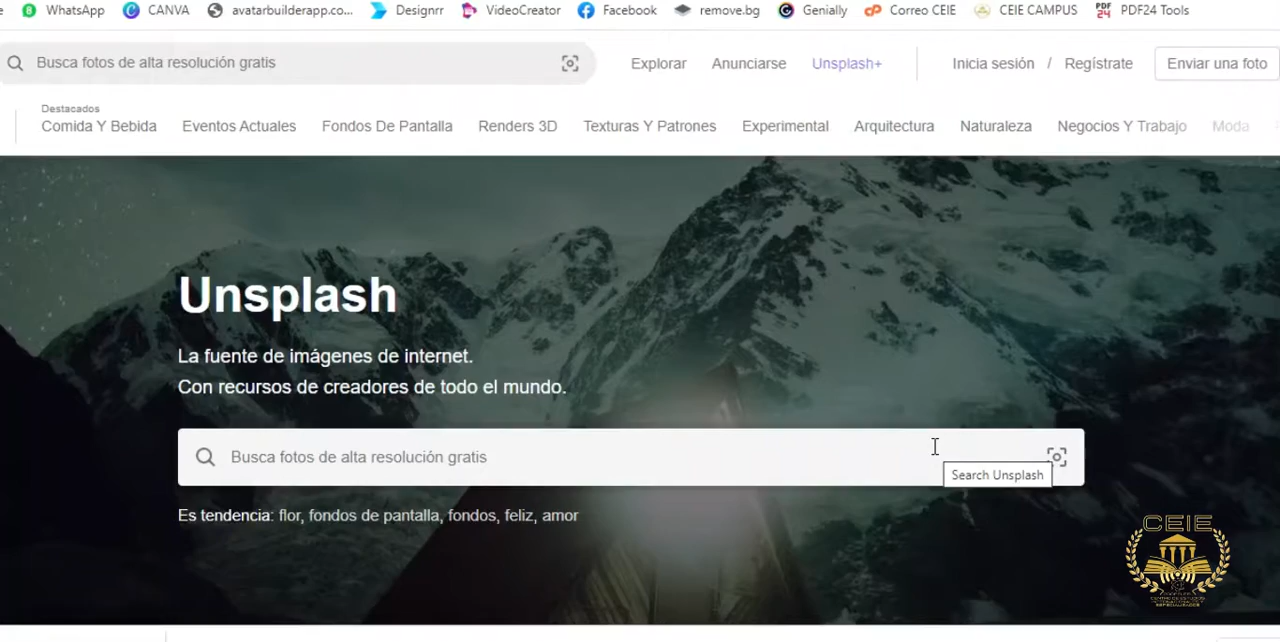 WhatsApp CANVA avatarbuilderapp.co... Designrr VideoCreator Facebook remove.bg Genially Correo CEIE CEIE CAMPUS PDF24 Tools
Busca fotos de alta resolución gratis Explorar Anunciarse Unsplash+ Inicia sesión / Regístrate Enviar una foto
Destacados
Comida Y Bebida Eventos Actuales Fondos De Pantalla Renders 3D Texturas Y Patrones Experimental Arquitectura Naturaleza Negocios Y Trabajo Moda
Unsplash
La fuente de imágenes de internet.
Con recursos de creadores de todo el mundo.
Busca fotos de alta resolución gratis
Search Unsplash
Es tendencia: flor, fondos de pantalla, fondos, feliz, amor
CEIE